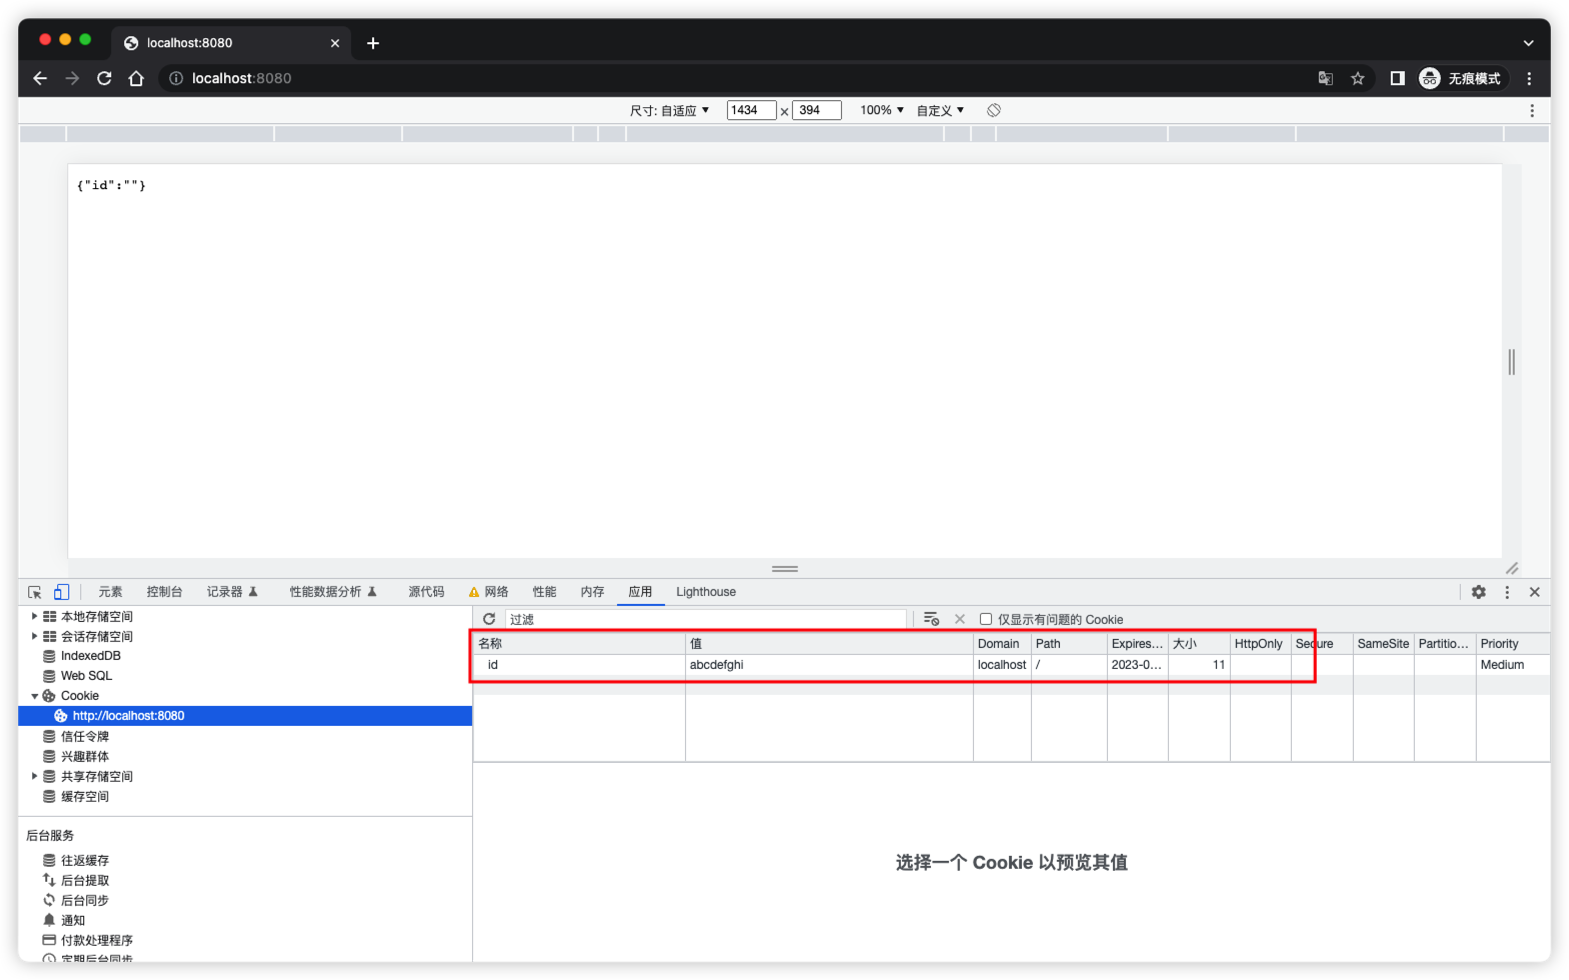 localhost:8080
localhost:8080
无痕模式
尺寸: 自适应 ▼ 1434 × 394 100% ▼ 自定义 ▼
{"id":""}
元素 控制台 记录器 性能数据分析 源代码 网络 性能 内存 应用 Lighthouse
本地存储空间
会话存储空间
IndexedDB
Web SQL
Cookie
http://localhost:8080
信任令牌
兴趣群体
共享存储空间
缓存空间
后台服务
往返缓存
后台提取
后台同步
通知
付款处理程序
定期后台同步
过滤 仅显示有问题的 Cookie
名称 值 Domain Path Expires... 大小 HttpOnly Secure SameSite Partitio... Priority
id abcdefghi localhost / 2023-0... 11 Medium
选择一个 Cookie 以预览其值